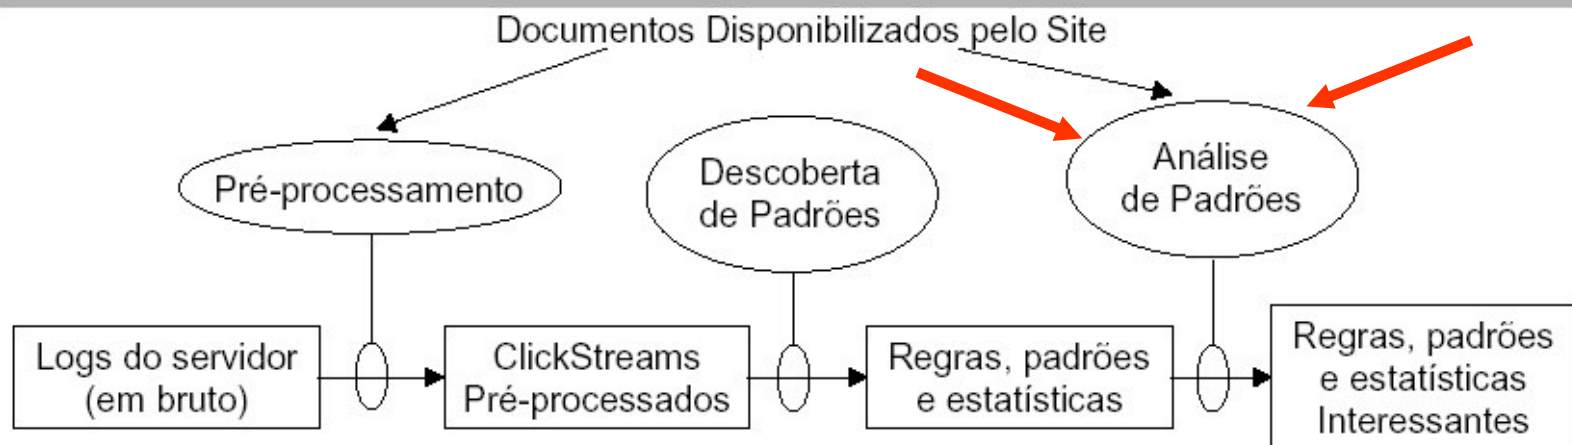 Documentos Disponibilizados pelo Site
Pré-processamento
Descoberta
de Padrões
Análise
de Padrões
Logs do servidor
(em bruto)
ClickStreams
Pré-processados
Regras, padrões
e estatísticas
Regras, padrões
e estatísticas
Interessantes